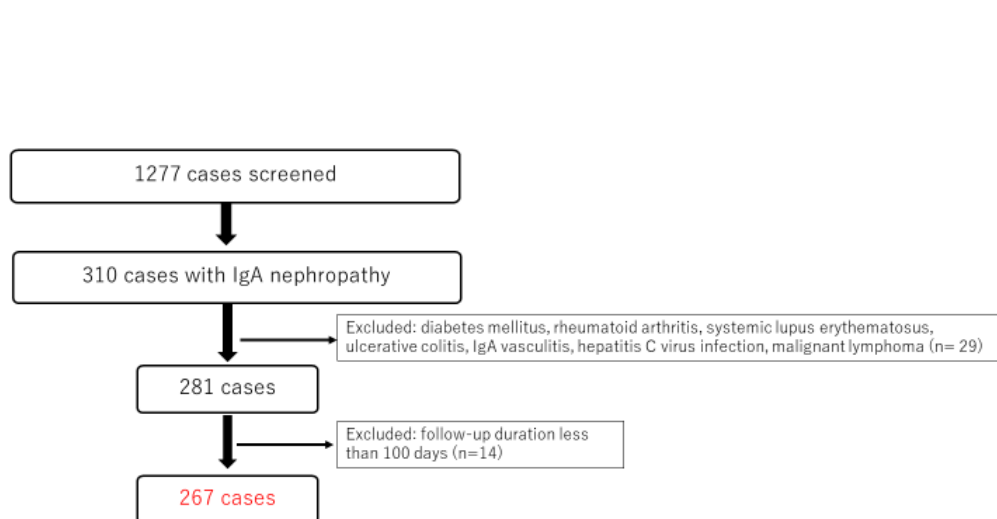 1277 cases screened
310 cases with IgA nephropathy
Excluded: diabetes mellitus, rheumatoid arthritis, systemic lupus erythematosus,
ulcerative colitis, IgA vasculitis, hepatitis C virus infection, malignant lymphoma (n= 29)
281 cases
Excluded: follow-up duration less
than 100 days (n=14)
267 cases